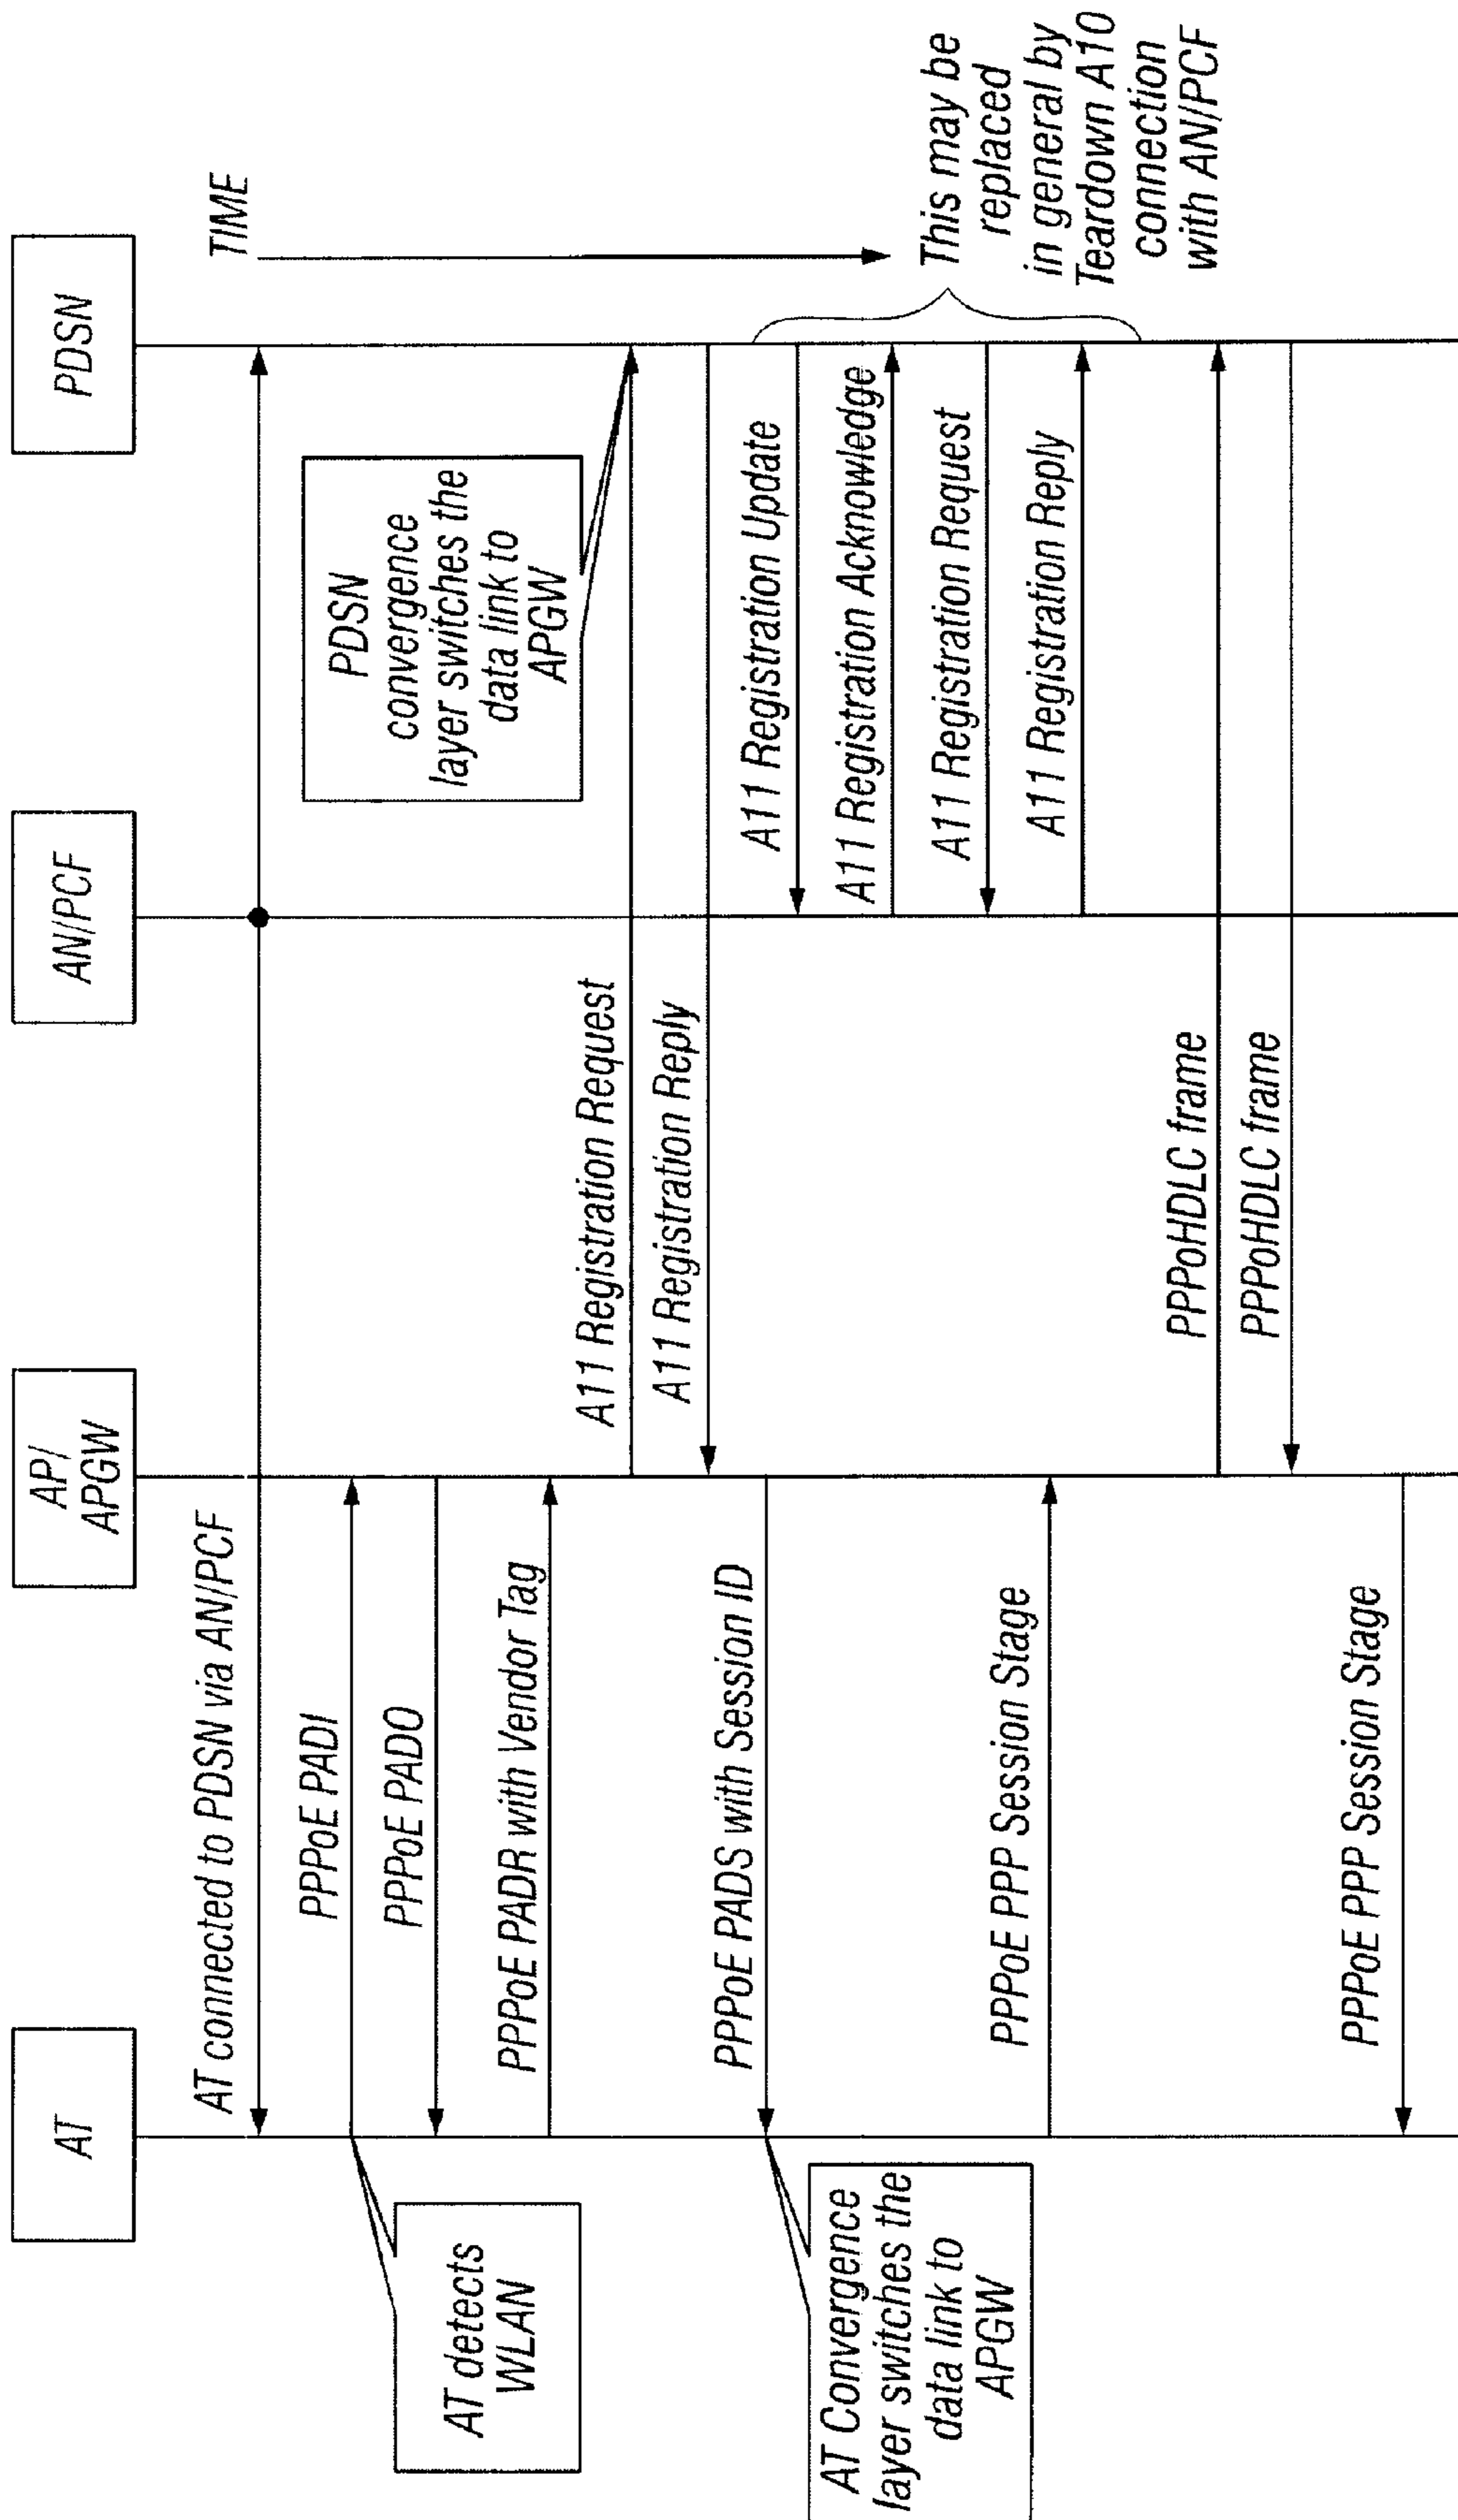 AT
AP/
APGW
AN/PCF
PDSN
TIME
AT connected to PDSN via AN/PCF
AT detects
WLAN
PPPoE PADI
PPPoE PADO
PPPoE PADR with Vendor Tag
PDSN
convergence
layer switches the
data link to
APGW
A11 Registration Request
A11 Registration Reply
PPPoE PADS with Session ID
AT Convergence
layer switches the
data link to
APGW
A11 Registration Update
A11 Registration Acknowledge
A11 Registration Request
A11 Registration Reply
This may be
replaced
in general by
Teardown A10
connection
with AN/PCF
PPPoE PPP Session Stage
PPPoHDLC frame
PPPoHDLC frame
PPPoE PPP Session Stage